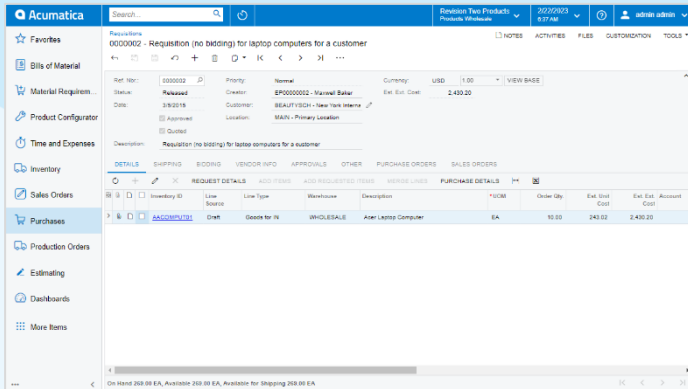 Acumatica
Search...
Revision Two Products
Products Wholesale
2/22/2023
6:37 AM
admin admin
Favorites
Bills of Material
Material Requirem...
Product Configurator
Time and Expenses
Inventory
Sales Orders
Purchases
Production Orders
Estimating
Dashboards
More Items
Requisitions
0000002 - Requisition (no bidding) for laptop computers for a customer
NOTES ACTIVITIES FILES CUSTOMIZATION TOOLS
Ref. Nbr.: 0000002 Priority: Normal Currency: USD 1.00 VIEW BASE
Status: Released Creator: EP00000002 - Maxwell Baker Est. Ext. Cost: 2,430.20
Date: 3/5/2015 Customer: BEAUTYSCH - New York Interna
Approved Location: MAIN - Primary Location
Quoted
Description: Requisition (no bidding) for laptop computers for a customer
DETAILS SHIPPING BIDDING VENDOR INFO APPROVALS OTHER PURCHASE ORDERS SALES ORDERS
REQUEST DETAILS ADD ITEMS ADD REQUESTED ITEMS MERGE LINES PURCHASE DETAILS
Inventory ID Line Source Line Type Warehouse Description *UOM Order Qty. Est. Unit Cost Est. Ext. Cost Account
AACOMPUT01 Draft Goods for IN WHOLESALE Acer Laptop Computer EA 10.00 243.02 2,430.20
On Hand 260.00 EA, Available 260.00 EA, Available for Shipping 260.00 EA